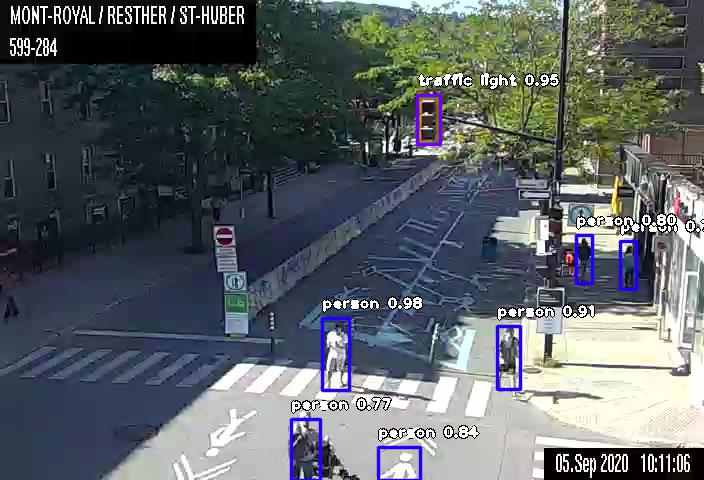 MONT-ROYAL / RESTHER / ST-HUBER
599-284
traffic light 0.95
person 0.80
person 0.98
person 0.91
person 0.77
person 0.84
05.Sep 2020 10:11:06